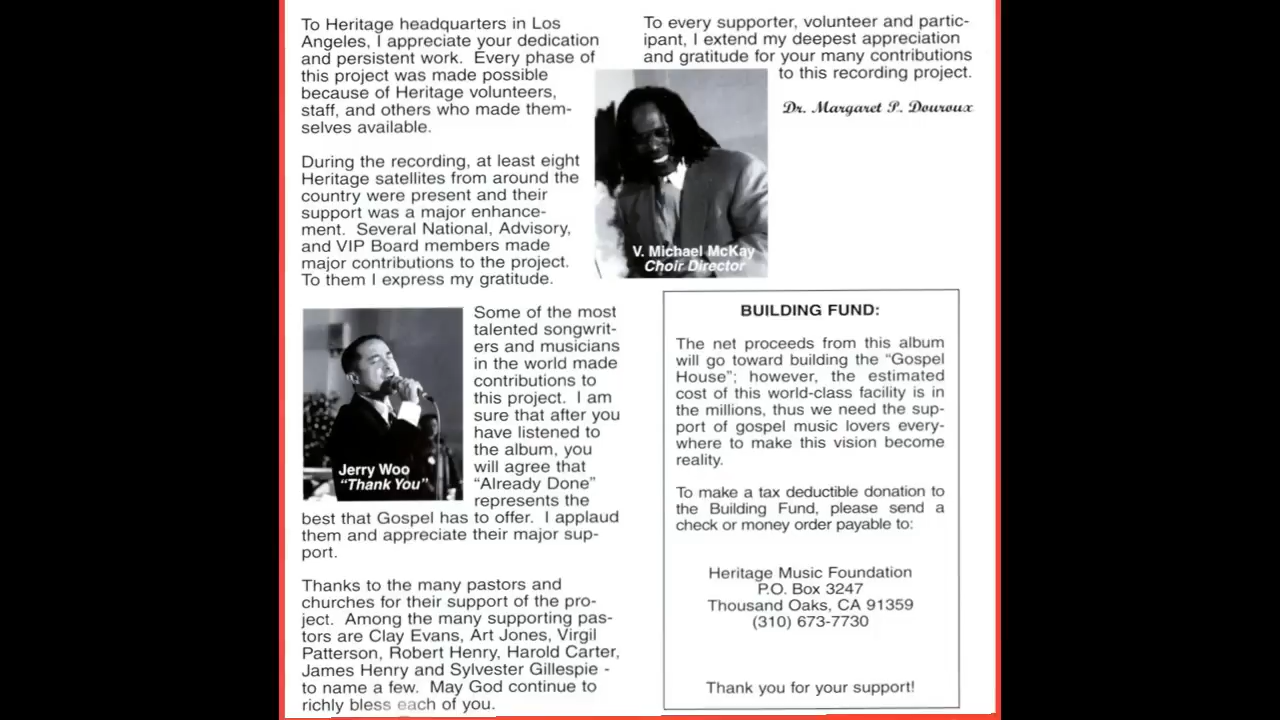 To Heritage headquarters in Los
Angeles, I appreciate your dedication
and persistent work.  Every phase of
this project was made possible
because of Heritage volunteers,
staff, and others who made them-
selves available.
During the recording, at least eight
Heritage satellites from around the
country were present and their
support was a major enhance-
ment.  Several National, Advisory,
and VIP Board members made
major contributions to the project.
To them I express my gratitude.
Jerry Woo
“Thank You”
Some of the most
talented songwrit-
ers and musicians
in the world made
contributions to
this project.  I am
sure that after you
have listened to
the album, you
will agree that
“Already Done”
represents the
best that Gospel has to offer.  I applaud
them and appreciate their major sup-
port.
Thanks to the many pastors and
churches for their support of the pro-
ject.  Among the many supporting pas-
tors are Clay Evans, Art Jones, Virgil
Patterson, Robert Henry, Harold Carter,
James Henry and Sylvester Gillespie -
to name a few.  May God continue to
richly bless each of you.
To every supporter, volunteer and partic-
ipant, I extend my deepest appreciation
and gratitude for your many contributions
to this recording project.
Dr. Margaret P. Douroux
V. Michael McKay
Choir Director
BUILDING FUND:
The net proceeds from this album
will go toward building the “Gospel
House”; however, the estimated
cost of this world-class facility is in
the millions, thus we need the sup-
port of gospel music lovers every-
where to make this vision become
reality.
To make a tax deductible donation to
the Building Fund, please send a
check or money order payable to:
Heritage Music Foundation
P.O. Box 3247
Thousand Oaks, CA 91359
(310) 673-7730
Thank you for your support!